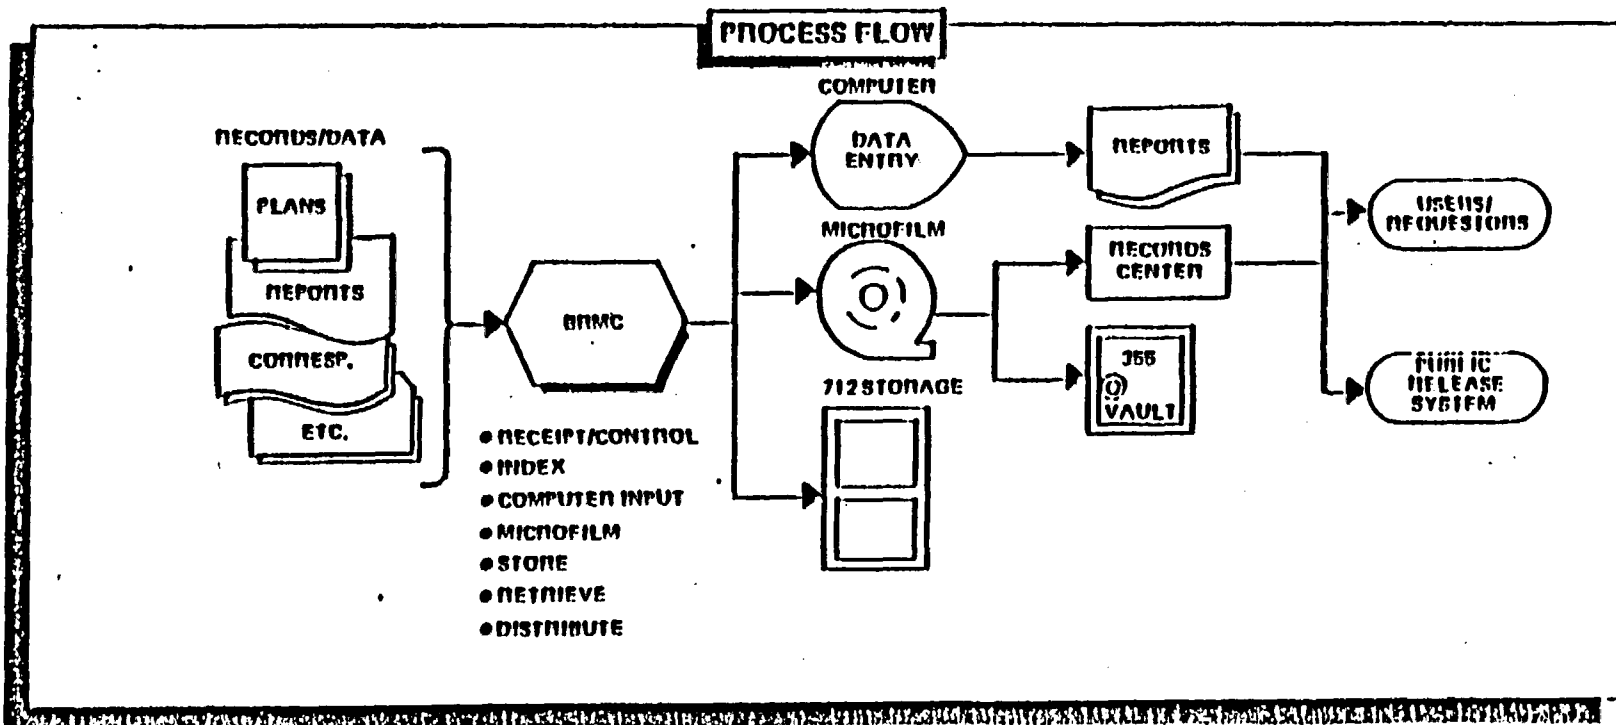 PROCESS FLOW
RECORDS/DATA
PLANS
REPORTS
CORRESP.
ETC.
BRMC
● RECEIPT/CONTROL
● INDEX
● COMPUTER INPUT
● MICROFILM
● STORE
● RETRIEVE
● DISTRIBUTE
COMPUTER
DATA
ENTRY
MICROFILM
712 STORAGE
REPORTS
RECORDS
CENTER
VAULT
USERS/
REQUESTORS
PUBLIC
RELEASE
SYSTEM